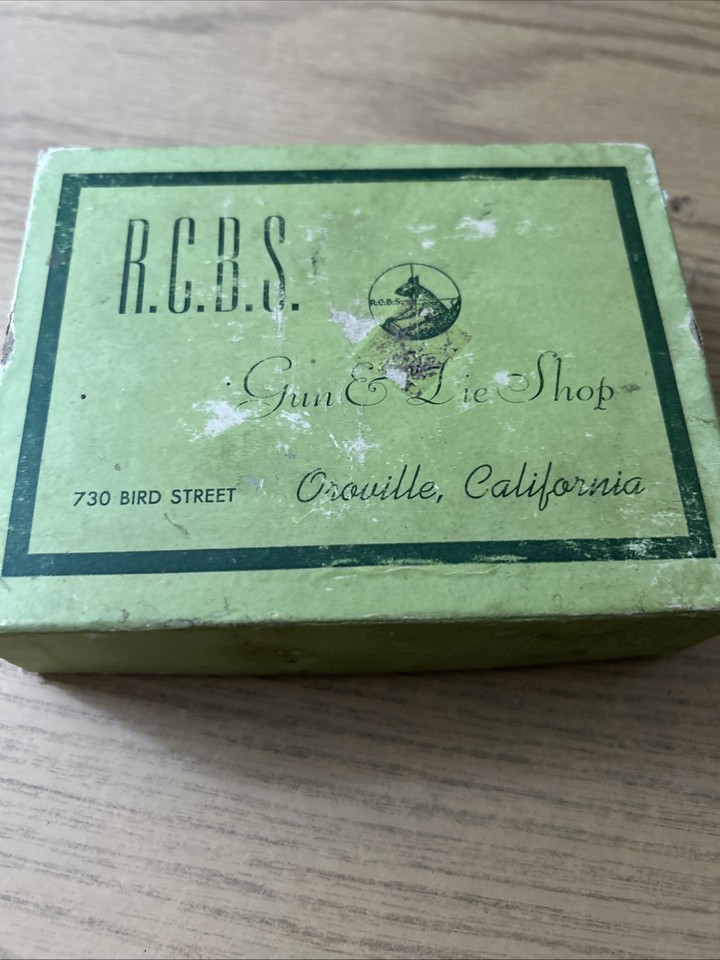 R.C.B.S.
R.C.B.S.
Gun & Die Shop
730 BIRD STREET
Oroville, California